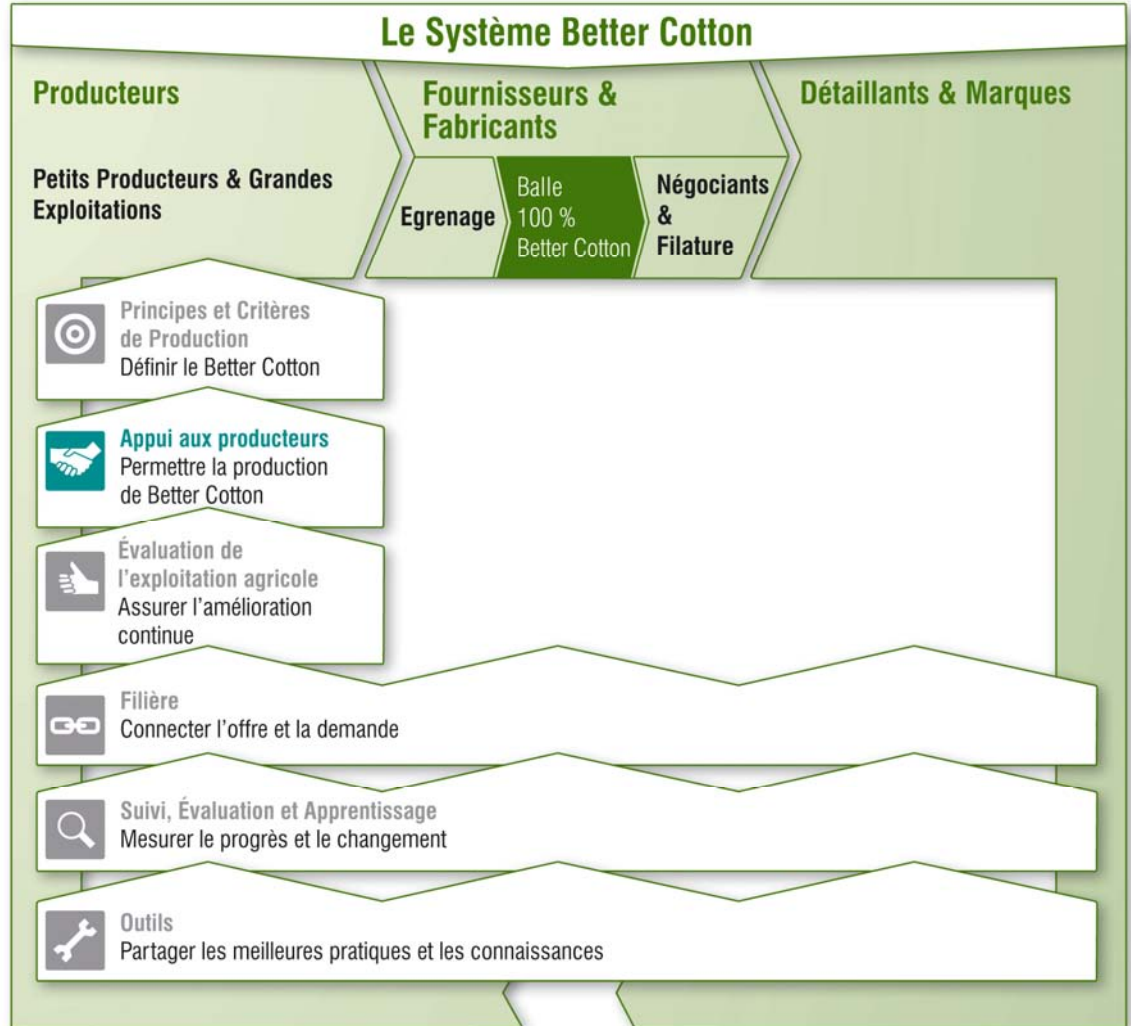 Le Système Better Cotton
Producteurs
Fournisseurs &
Fabricants
Détaillants & Marques
Petits Producteurs & Grandes
Exploitations
Egrenage
Balle
100 %
Better Cotton
Négociants
&
Filature
Principes et Critères
de Production
Définir le Better Cotton
Appui aux producteurs
Permettre la production
de Better Cotton
Évaluation de
l’exploitation agricole
Assurer l’amélioration
continue
Filière
Connecter l’offre et la demande
Suivi, Évaluation et Apprentissage
Mesurer le progrès et le changement
Outils
Partager les meilleures pratiques et les connaissances